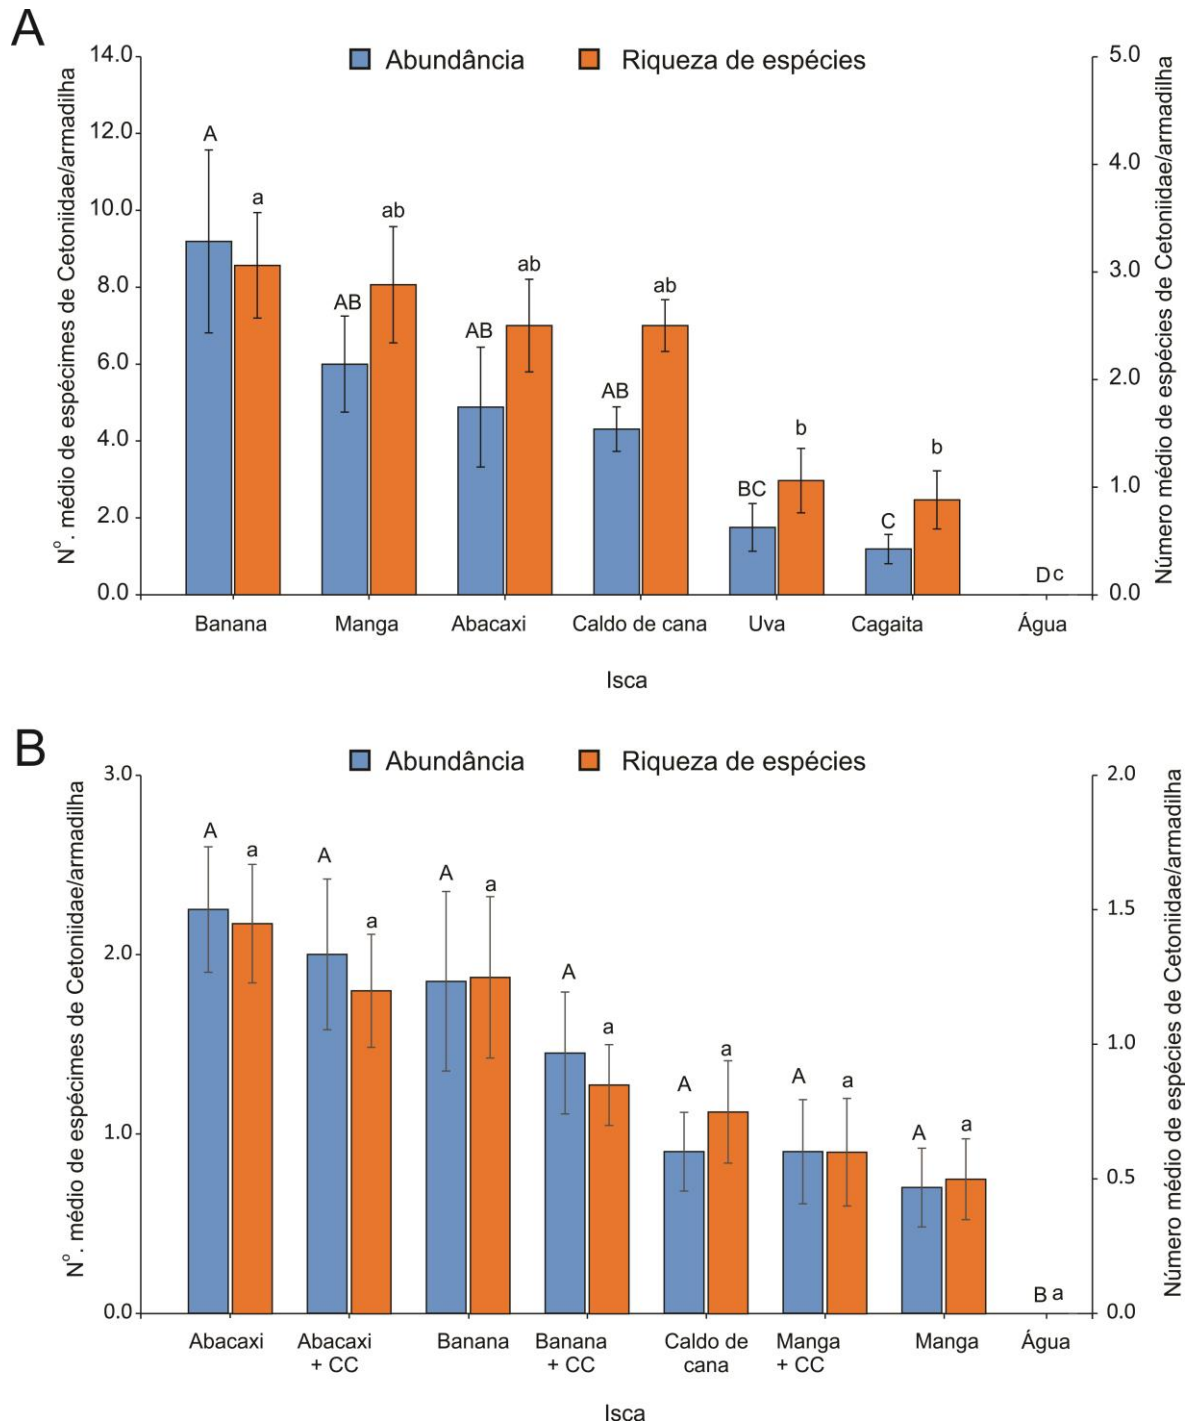 A
Abundância
Riqueza de espécies
14.0
12.0
10.0
8.0
6.0
4.0
2.0
0.0
Nº. médio de espécimes de Cetoniidae/armadilha
5.0
4.0
3.0
2.0
1.0
0.0
Número médio de espécies de Cetoniidae/armadilha
A
a
AB
ab
AB
ab
AB
ab
BC
b
C
b
D c
Banana
Manga
Abacaxi
Caldo de cana
Uva
Cagaita
Água
Isca
B
Abundância
Riqueza de espécies
3.0
2.0
1.0
0.0
Nº. médio de espécimes de Cetoniidae/armadilha
2.0
1.5
1.0
0.5
0.0
Número médio de espécies de Cetoniidae/armadilha
A
a
A
a
A
a
A
a
A
a
A
a
A
a
B a
Abacaxi
Abacaxi
+ CC
Banana
Banana
+ CC
Caldo de
cana
Manga
+ CC
Manga
Água
Isca